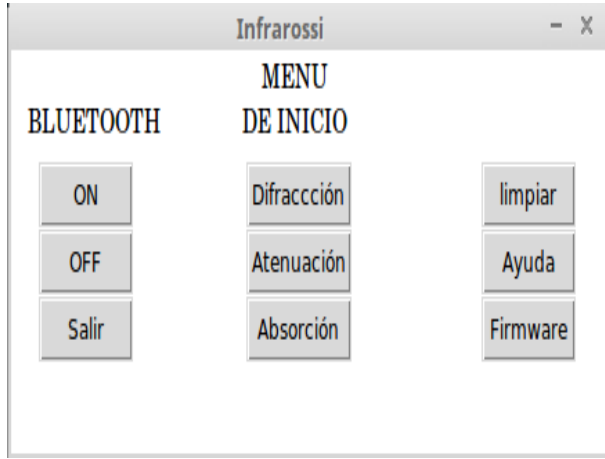 Infrarossi
MENU
BLUETOOTH DE INICIO
ON Difraccción limpiar
OFF Atenuación Ayuda
Salir Absorción Firmware